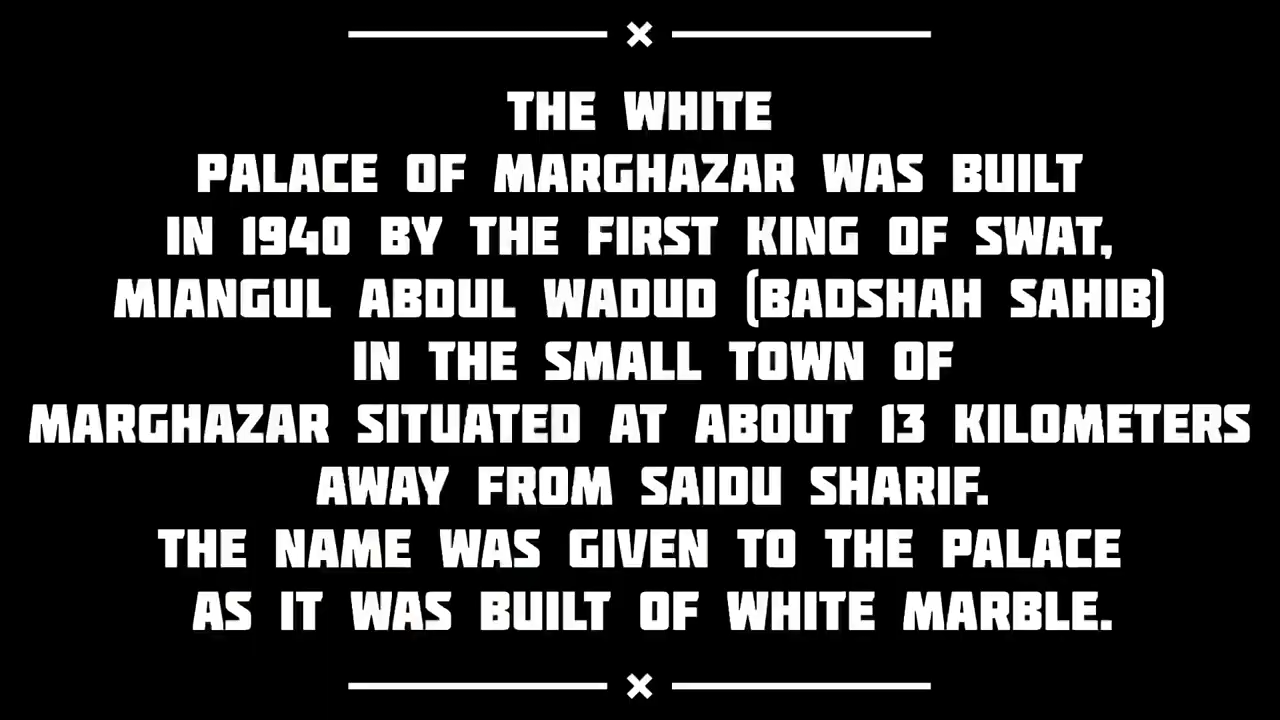 THE WHITE
PALACE OF MARGHAZAR WAS BUILT
IN 1940 BY THE FIRST KING OF SWAT,
MIANGUL ABDUL WADUD (BADSHAH SAHIB)
IN THE SMALL TOWN OF
MARGHAZAR SITUATED AT ABOUT 13 KILOMETERS
AWAY FROM SAIDU SHARIF.
THE NAME WAS GIVEN TO THE PALACE
AS IT WAS BUILT OF WHITE MARBLE.